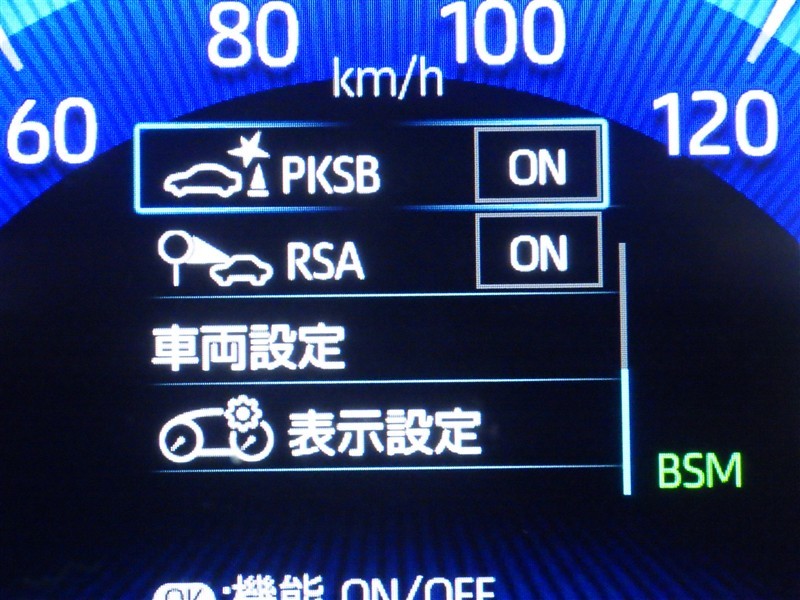 80 100
km/h
60 120
PKSB ON
RSA ON
車両設定
表示設定
BSM
OK:機能 ON/OFF